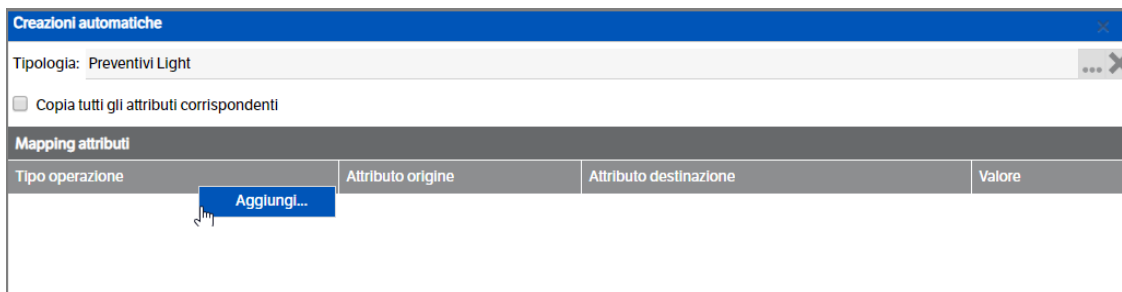 Creazioni automatiche
Tipologia: Preventivi Light
Copia tutti gli attributi corrispondenti
Mapping attributi
Tipo operazione Attributo origine Attributo destinazione Valore
Aggiungi...